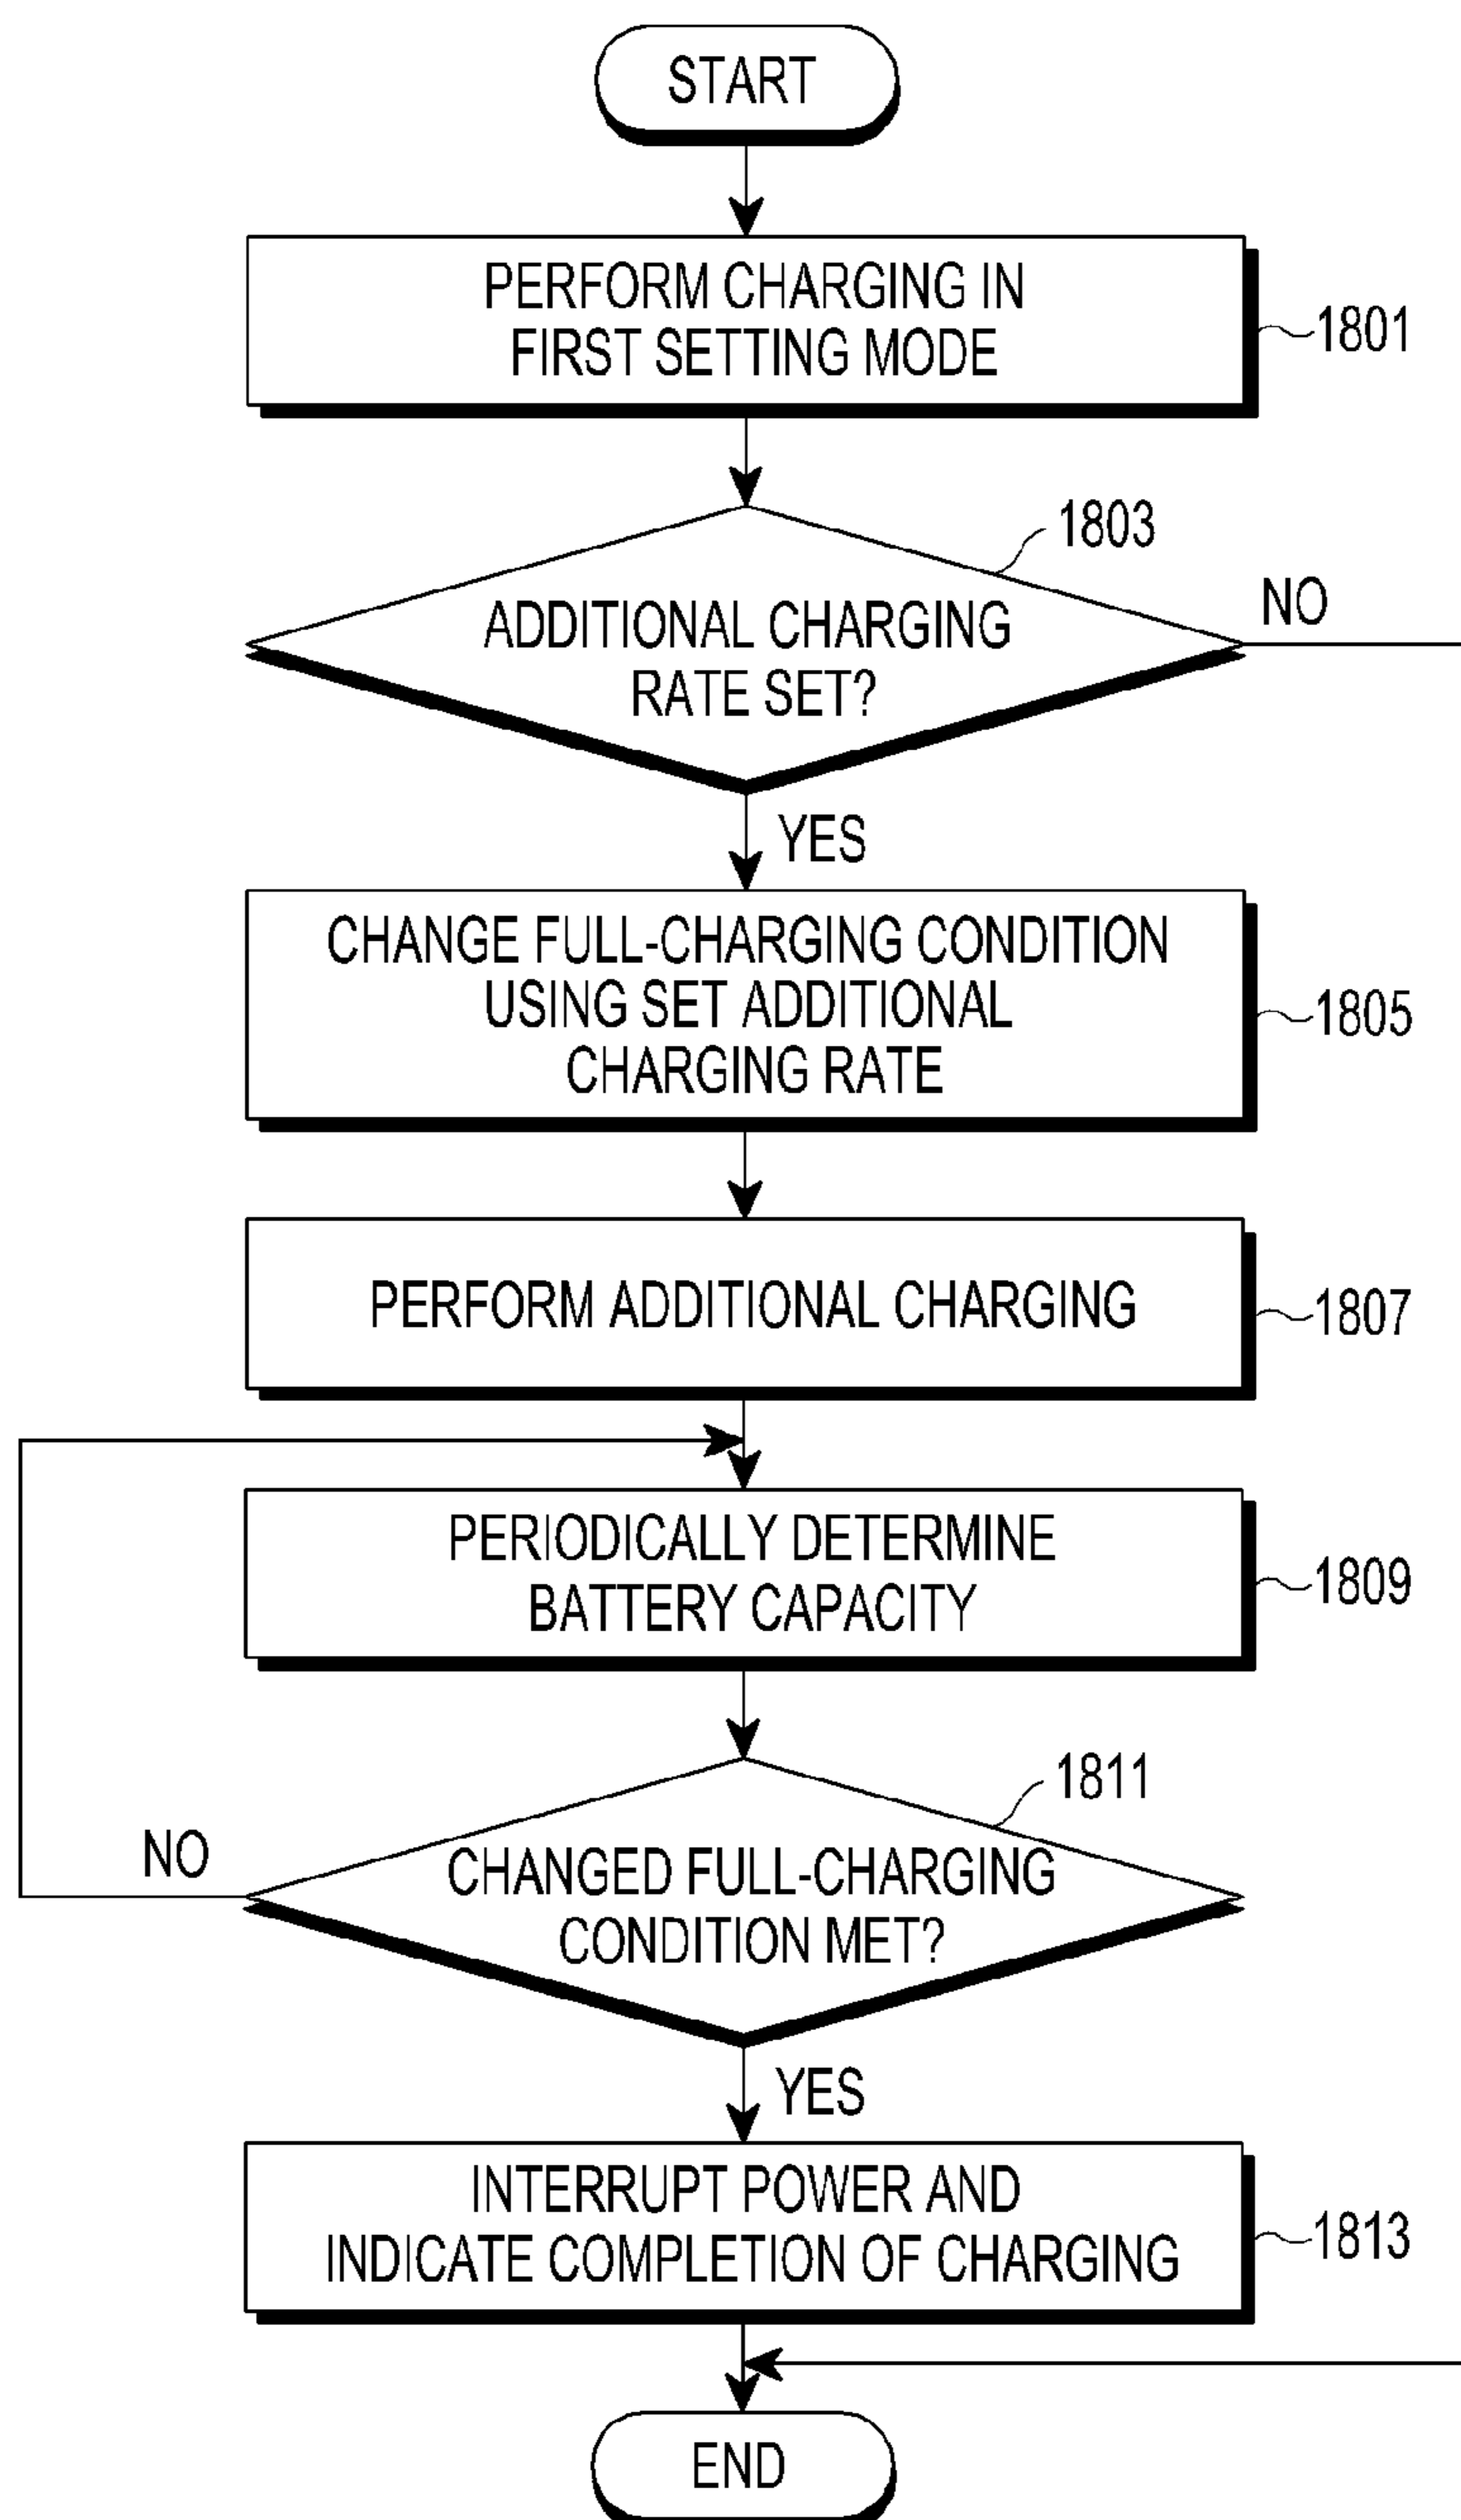 START
PERFORM CHARGING IN
FIRST SETTING MODE
1801
1803
ADDITIONAL CHARGING
RATE SET?
NO
YES
CHANGE FULL-CHARGING CONDITION
USING SET ADDITIONAL
CHARGING RATE
1805
PERFORM ADDITIONAL CHARGING
1807
PERIODICALLY DETERMINE
BATTERY CAPACITY
1809
1811
CHANGED FULL-CHARGING
CONDITION MET?
NO
YES
INTERRUPT POWER AND
INDICATE COMPLETION OF CHARGING
1813
END